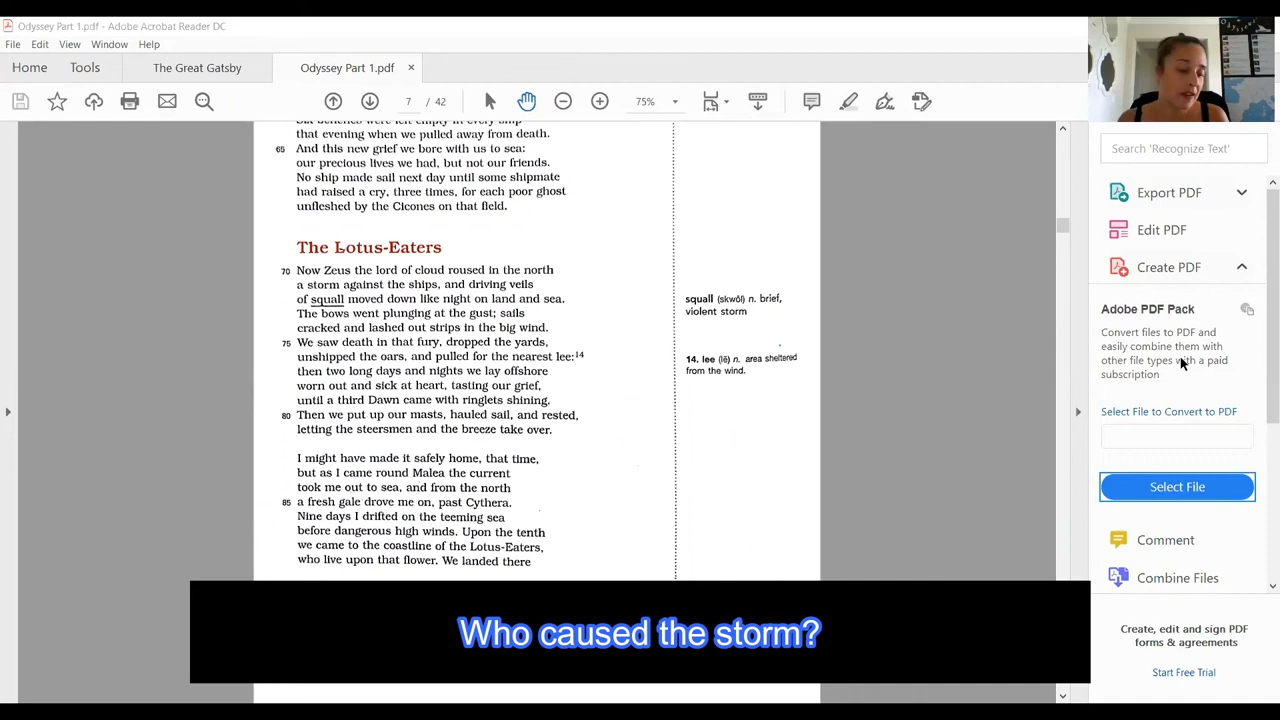 Odyssey Part 1.pdf - Adobe Acrobat Reader DC
File Edit View Window Help
Home Tools The Great Gatsby Odyssey Part 1.pdf ×
7 / 42 75%
Six benches were left empty in every ship
that evening when we pulled away from death.
65 And this new grief we bore with us to sea:
our precious lives we had, but not our friends.
No ship made sail next day until some shipmate
had raised a cry, three times, for each poor ghost
unfleshed by the Cicones on that field.
The Lotus-Eaters
70 Now Zeus the lord of cloud roused in the north
a storm against the ships, and driving veils
of squall moved down like night on land and sea.
The bows went plunging at the gust; sails
cracked and lashed out strips in the big wind.
75 We saw death in that fury, dropped the yards,
unshipped the oars, and pulled for the nearest lee:14
then two long days and nights we lay offshore
worn out and sick at heart, tasting our grief,
until a third Dawn came with ringlets shining.
80 Then we put up our masts, hauled sail, and rested,
letting the steersmen and the breeze take over.
I might have made it safely home, that time,
but as I came round Malea the current
took me out to sea, and from the north
85 a fresh gale drove me on, past Cythera.
Nine days I drifted on the teeming sea
before dangerous high winds. Upon the tenth
we came to the coastline of the Lotus-Eaters,
who live upon that flower. We landed there
squall (skwôl) n. brief,
violent storm
14. lee (lē) n. area sheltered
from the wind.
Search 'Recognize Text'
Export PDF
Edit PDF
Create PDF
Adobe PDF Pack
Convert files to PDF and
easily combine them with
other file types with a paid
subscription
Select File to Convert to PDF
Select File
Comment
Combine Files
Create, edit and sign PDF
forms & agreements
Start Free Trial
Who caused the storm?